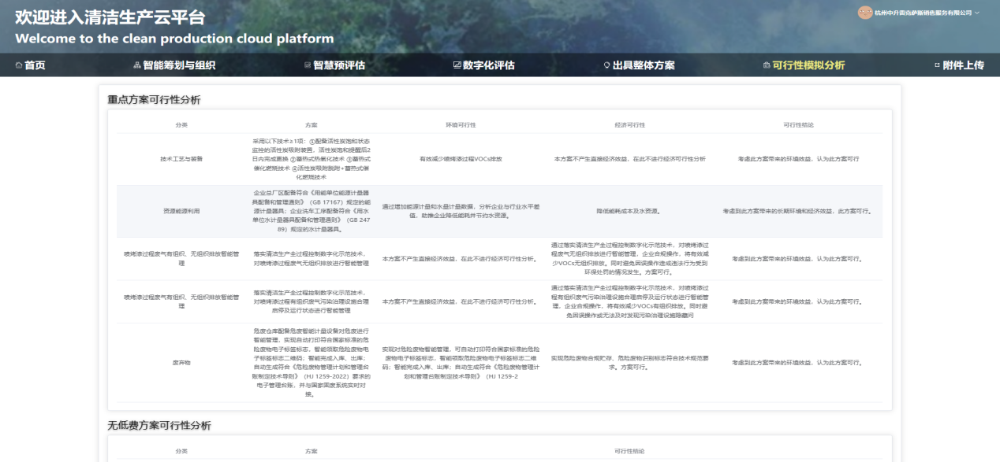 欢迎进入清洁生产云平台
Welcome to the clean production cloud platform
杭州中升雷克萨斯销售服务有限公司
首页 智能筹划与组织 智慧预评估 数字化评估 出具整体方案 可行性模拟分析 附件上传
重点方案可行性分析
分类 方案 环境可行性 经济可行性 可行性结论
技术工艺与装备
采用以下技术≥1项：①配备活性炭饱和状态
监控的活性炭吸附装置，活性炭饱和提醒后2
日内完成更换 ②蓄热式热氧化技术 ③蓄热式
催化燃烧技术 ④活性炭吸附脱附+蓄热式催
化燃烧技术
有效减少喷烤漆过程VOCs排放
本方案不产生直接经济效益，在此不进行经济可行性分析
考虑此方案带来的环境效益，认为此方案可行
资源能源利用
企业总厂区配备符合《用能单位能源计量器
具配备和管理通则》（GB 17167）规定的能
源计量器具；企业洗车工序配备符合《用水
单位水计量器具配备和管理通则》（GB 247
89）规定的水计量器具。
通过增加能源计量和水量计量数据，分析企业与行业水平差
值，助推企业降低能耗并节约水资源。
降低能耗成本及水资源。
考虑到此方案带来的长期环境和经济效益，此方案可行。
喷烤漆过程废气有组织、无组织排放智能管
理
落实清洁生产全过程控制数字化示范技术，
对喷烤漆过程废气无组织排放进行智能管理
本方案不产生直接经济效益，在此不进行经济可行性分析。
通过落实清洁生产全过程控制数字化示范技术，对喷烤漆过
程废气无组织排放进行智能管理，企业合规操作，将有效减
少VOCs无组织排放。同时避免因误操作造成违法行为受到
环保处罚的情况发生。方案可行。
考虑到此方案带来的环境效益，认为此方案可行。
喷烤漆过程废气有组织、无组织排放智能管
理
落实清洁生产全过程控制数字化示范技术，
对喷烤漆过程有组织废气污染治理设施合理
启停及运行状态进行智能管理
本方案不产生直接经济效益，在此不进行经济可行性分析。
通过落实清洁生产全过程控制数字化示范技术，对喷烤漆过
程有组织废气污染治理设施合理启停及运行状态进行智能管
理，企业合规操作，将有效减少VOCs有组织排放。同时避
免因误操作或无法及时发现污染治理设施隐藏问
考虑到此方案带来的环境效益，认为此方案可行。
废弃物
危废仓库配备危废智能计量设备对危废进行
智能管理，实现自动打印符合国家标准的危
险废物电子标签标志、智能领取危险废物电
子标签标志二维码；智能完成入库、出库；
自动生成符合《危险废物管理计划和管理台
账制定技术导则》（HJ 1259-2022）要求的
电子管理台账，并与国家固废系统实时对
接。
实现对危险废物智能管理，可自动打印符合国家标准的危险
废物电子标签标志，智能领取危险废物电子标签标志二维
码；智能完成入库、出库；自动生成符合《危险废物管理计
划和管理台账制定技术导则》（HJ 1259-2
实现危险废物合规贮存、危险废物识别标志符合技术规范要
求。方案可行。
考虑到此方案带来的环境效益，认为此方案可行。
无低费方案可行性分析
分类 方案 可行性结论